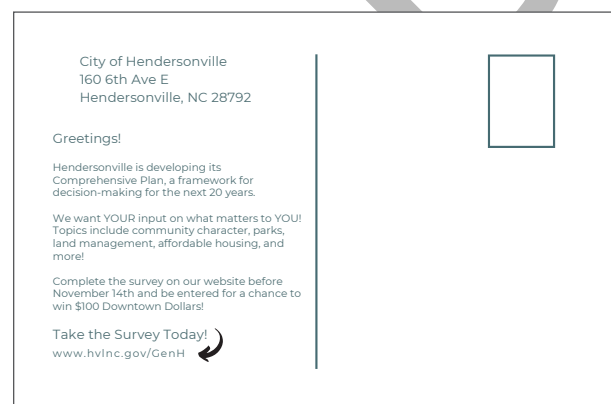 City of Hendersonville
160 6th Ave E
Hendersonville, NC 28792
Greetings!
Hendersonville is developing its
Comprehensive Plan, a framework for
decision-making for the next 20 years.
We want YOUR input on what matters to YOU!
Topics include community character, parks,
land management, affordable housing, and
more!
Complete the survey on our website before
November 14th and be entered for a chance to
win $100 Downtown Dollars!
Take the Survey Today!
www.hvlnc.gov/GenH